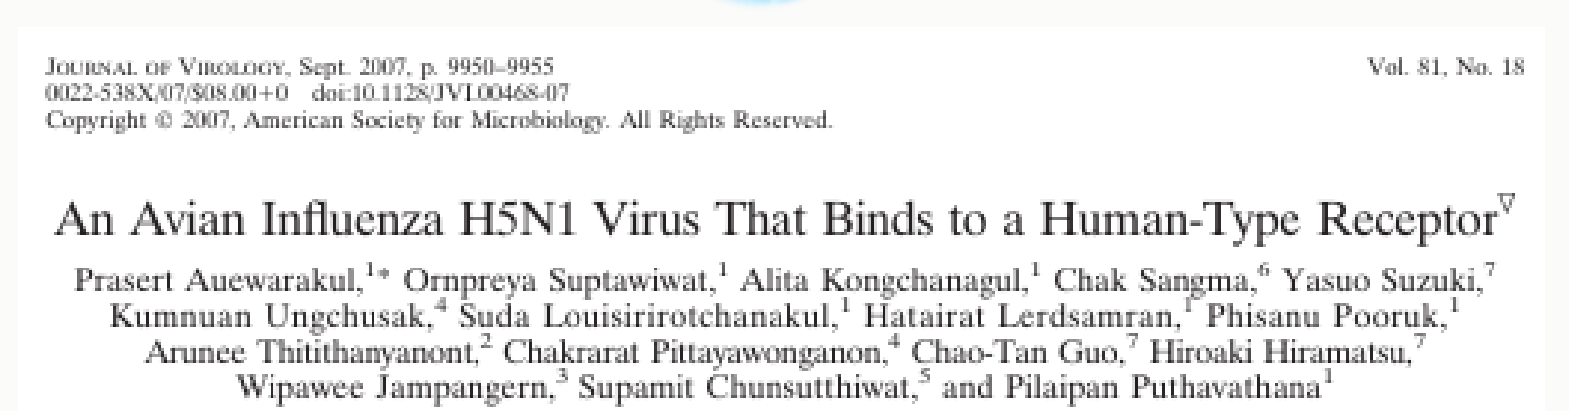 JOURNAL OF VIROLOGY, Sept. 2007, p. 9950–9955 Vol. 81, No. 18
0022-538X/07/$08.00+0 doi:10.1128/JVI.00468-07
Copyright © 2007, American Society for Microbiology. All Rights Reserved.
An Avian Influenza H5N1 Virus That Binds to a Human-Type Receptor▽
Prasert Auewarakul,1* Ornpreya Suptawiwat,1 Alita Kongchanagul,1 Chak Sangma,6 Yasuo Suzuki,7
Kumnuan Ungchusak,4 Suda Louisirirotchanakul,1 Hatairat Lerdsamran,1 Phisanu Pooruk,1
Arunee Thitithanyanont,2 Chakrarat Pittayawonganon,4 Chao-Tan Guo,7 Hiroaki Hiramatsu,7
Wipawee Jampangern,3 Supamit Chunsutthiwat,5 and Pilaipan Puthavathana1